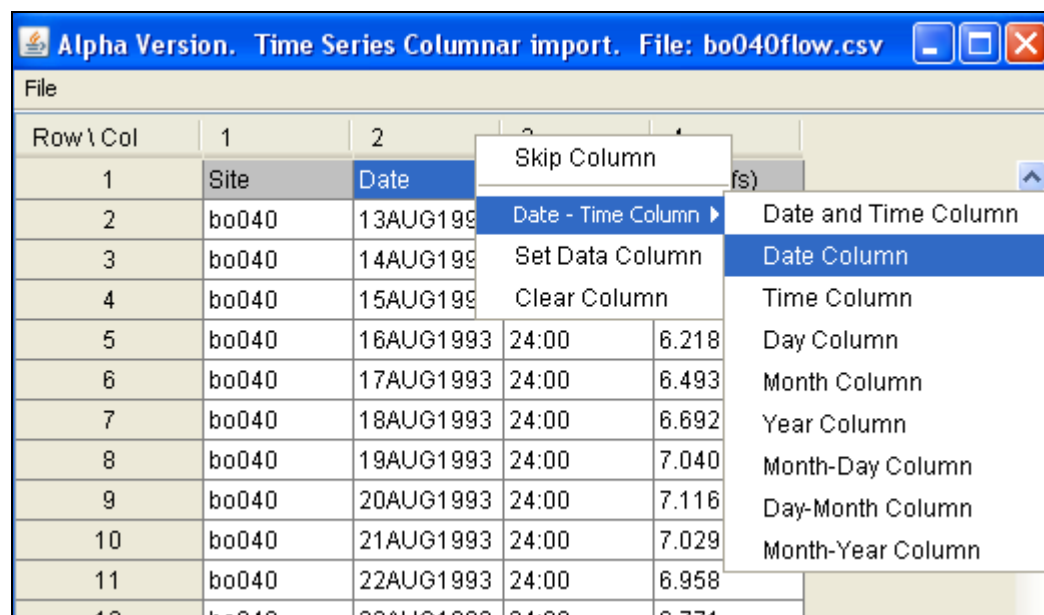 Alpha Version. Time Series Columnar import. File: bo040flow.csv
File
Row \ Col 1 2
Skip Column
1 Site Date fs)
Date - Time Column Date and Time Column
2 bo040 13AUG199
Set Data Column Date Column
3 bo040 14AUG199
Clear Column Time Column
4 bo040 15AUG199
5 bo040 16AUG1993 24:00 6.218 Day Column
6 bo040 17AUG1993 24:00 6.493 Month Column
7 bo040 18AUG1993 24:00 6.692 Year Column
8 bo040 19AUG1993 24:00 7.040 Month-Day Column
9 bo040 20AUG1993 24:00 7.116 Day-Month Column
10 bo040 21AUG1993 24:00 7.029 Month-Year Column
11 bo040 22AUG1993 24:00 6.958